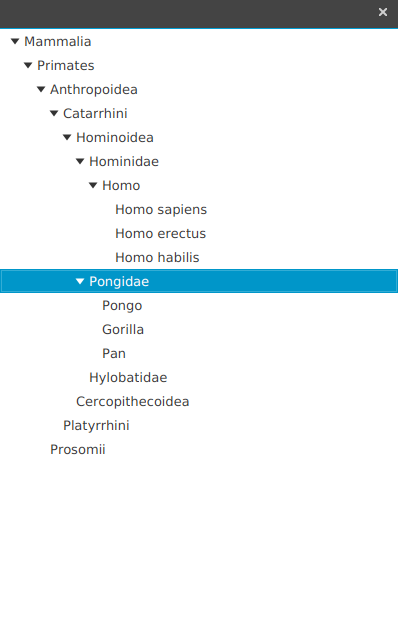 Mammalia
Primates
Anthropoidea
Catarrhini
Hominoidea
Hominidae
Homo
Homo sapiens
Homo erectus
Homo habilis
Pongidae
Pongo
Gorilla
Pan
Hylobatidae
Cercopithecoidea
Platyrrhini
Prosomii